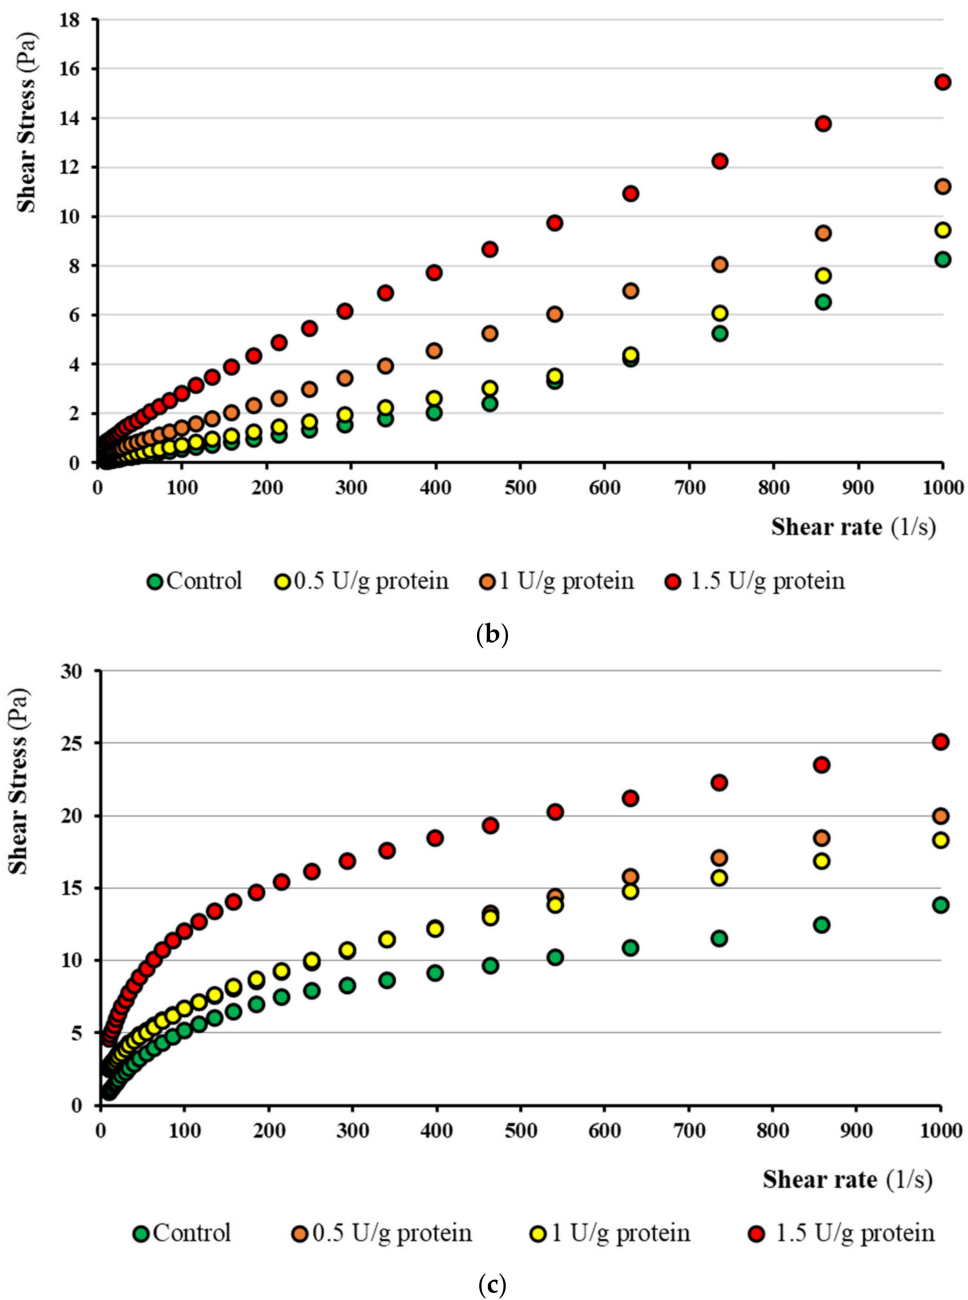 Shear Stress (Pa)
18
16
14
12
10
8
6
4
2
0
0 100 200 300 400 500 600 700 800 900 1000
Shear rate (1/s)
Control 0.5 U/g protein 1 U/g protein 1.5 U/g protein
(b)
Shear Stress (Pa)
30
25
20
15
10
5
0
0 100 200 300 400 500 600 700 800 900 1000
Shear rate (1/s)
Control 0.5 U/g protein 1 U/g protein 1.5 U/g protein
(c)